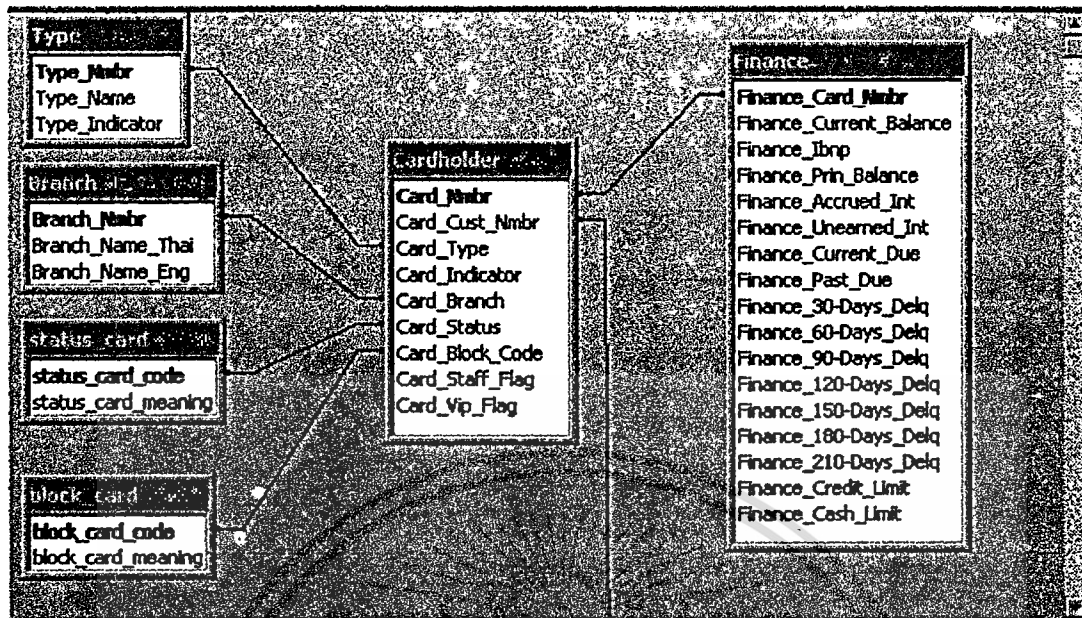 Type
Type_Nmbr
Type_Name
Type_Indicator
Branch
Branch_Nmbr
Branch_Name_Thai
Branch_Name_Eng
status_card
status_card_code
status_card_meaning
block_card
block_card_code
block_card_meaning
Cardholder
Card_Nmbr
Card_Cust_Nmbr
Card_Type
Card_Indicator
Card_Branch
Card_Status
Card_Block_Code
Card_Staff_Flag
Card_Vip_Flag
Finance
Finance_Card_Nmbr
Finance_Current_Balance
Finance_Ibnp
Finance_Prin_Balance
Finance_Accrued_Int
Finance_Unearned_Int
Finance_Current_Due
Finance_Past_Due
Finance_30-Days_Delq
Finance_60-Days_Delq
Finance_90-Days_Delq
Finance_120-Days_Delq
Finance_150-Days_Delq
Finance_180-Days_Delq
Finance_210-Days_Delq
Finance_Credit_Limit
Finance_Cash_Limit